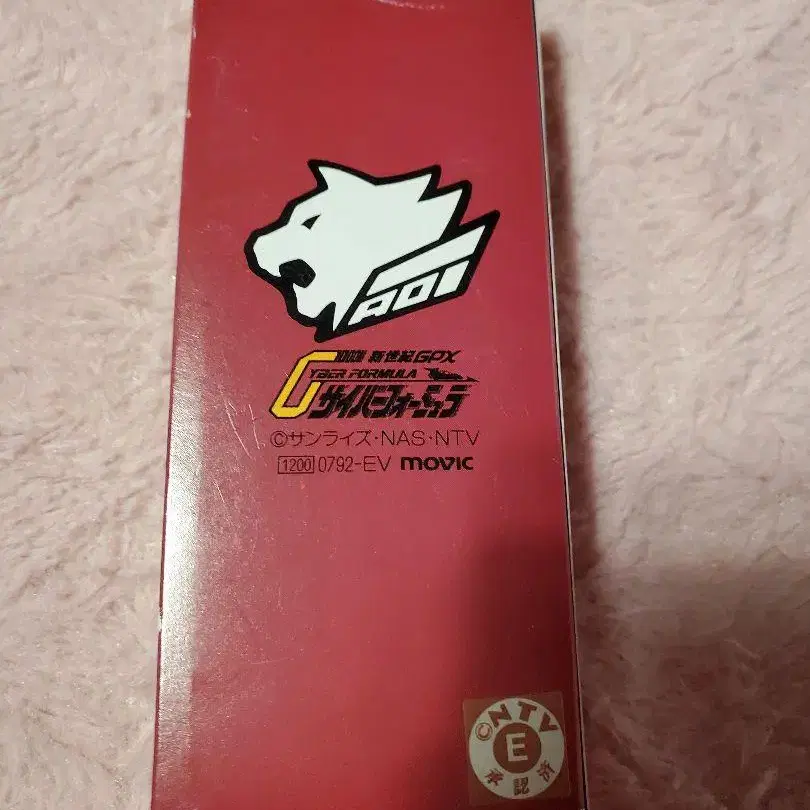 AOI
新世紀GPX
CYBER FORMULA
サイバーフォーミュラ
©サンライズ・NAS・NTV
1200 0792-EV movic
©NTV
E
承認済